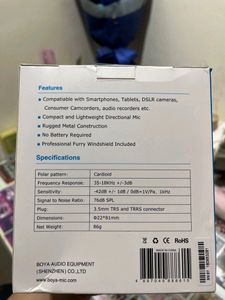 Features
• Compatiable with Smartphones, Tablets, DSLR cameras,
Consumer Camcorders, audio recorders etc.
• Compact and Lightweight Directional Mic
• Rugged Metal Construction
• No Battery Required
• Professional Furry Windshield Included
Specifications
Polar pattern: Cardioid
Frequency Response: 35-18KHz +/-3dB
Sensitivity: -42dB +/- 1dB / 0dB=1V/Pa, 1kHz
Signal to Noise Ratio: 76dB SPL
Plug: 3.5mm TRS and TRRS connector
Dimensions: Φ22*81mm
Net Weight: 86g
BOYA AUDIO EQUIPMENT
(SHENZHEN) CO.,LTD
www.boya-mic.com
CE RoHS